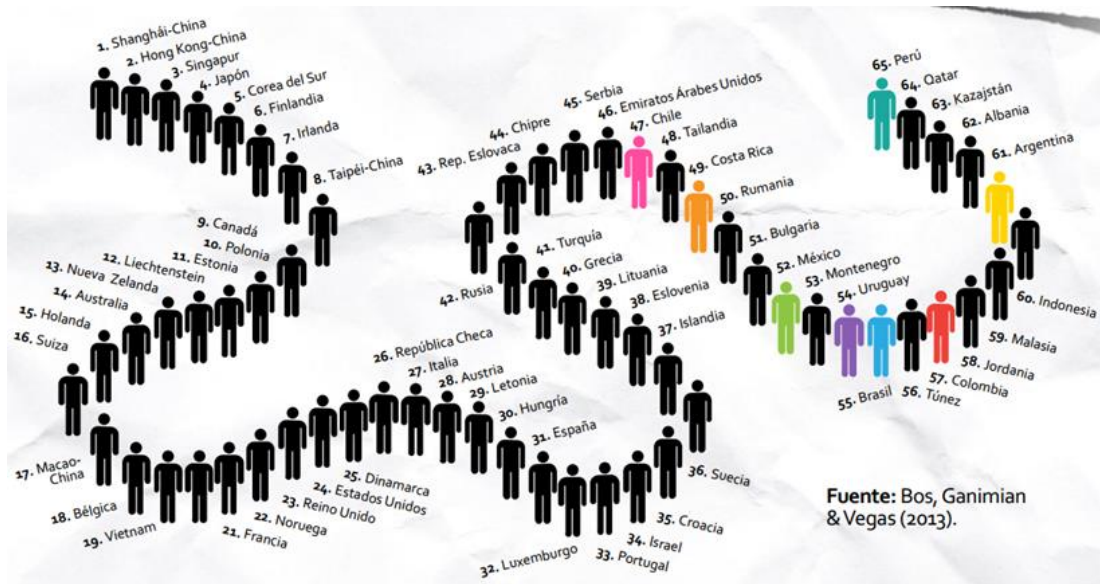 1. Shanghái-China
2. Hong Kong-China
3. Singapur
4. Japón
5. Corea del Sur
6. Finlandia
7. Irlanda
8. Taipéi-China
9. Canadá
10. Polonia
11. Estonia
12. Liechtenstein
13. Nueva Zelanda
14. Australia
15. Holanda
16. Suiza
17. Macao-
China
18. Bélgica
19. Vietnam
21. Francia
22. Noruega
23. Reino Unido
24. Estados Unidos
25. Dinamarca
26. República Checa
27. Italia
28. Austria
29. Letonia
30. Hungría
31. España
32. Luxemburgo
33. Portugal
34. Israel
35. Croacia
36. Suecia
37. Islandia
38. Eslovenia
39. Lituania
40. Grecia
41. Turquía
42. Rusia
43. Rep. Eslovaca
44. Chipre
45. Serbia
46. Emiratos Árabes Unidos
47. Chile
48. Tailandia
49. Costa Rica
50. Rumania
51. Bulgaria
52. México
53. Montenegro
54. Uruguay
55. Brasil
56. Túnez
57. Colombia
58. Jordania
59. Malasia
60. Indonesia
61. Argentina
62. Albania
63. Kazajstán
64. Qatar
65. Perú
Fuente: Bos, Ganimian
& Vegas (2013).